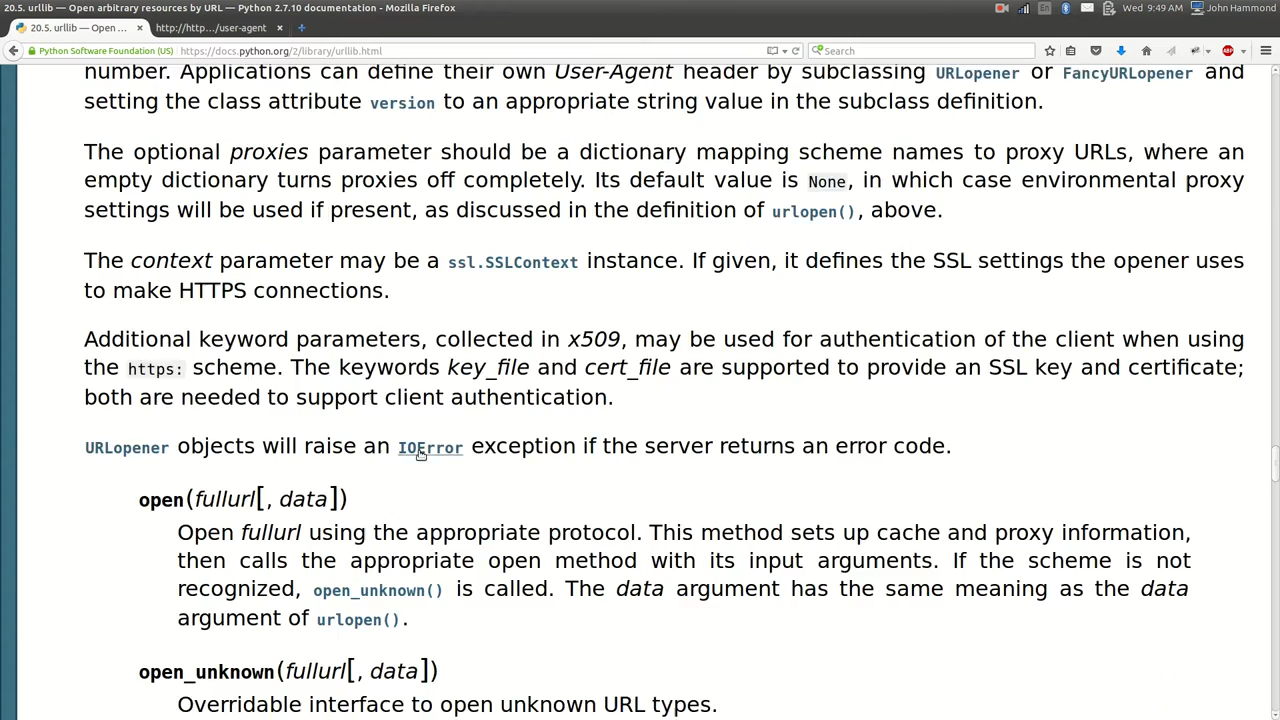 20.5. urllib — Open arbitrary resources by URL — Python 2.7.10 documentation - Mozilla Firefox
En
Wed 9:49 AM
John Hammond
20.5. urllib — Open ... ×
http://http.../user-agent ×
Python Software Foundation (US)
https://docs.python.org/2/library/urllib.html
Search
ABP
number. Applications can define their own User-Agent header by subclassing URLopener or FancyURLopener and
setting the class attribute version to an appropriate string value in the subclass definition.
The optional proxies parameter should be a dictionary mapping scheme names to proxy URLs, where an
empty dictionary turns proxies off completely. Its default value is None, in which case environmental proxy
settings will be used if present, as discussed in the definition of urlopen(), above.
The context parameter may be a ssl.SSLContext instance. If given, it defines the SSL settings the opener uses
to make HTTPS connections.
Additional keyword parameters, collected in x509, may be used for authentication of the client when using
the https: scheme. The keywords key_file and cert_file are supported to provide an SSL key and certificate;
both are needed to support client authentication.
URLopener objects will raise an IOError exception if the server returns an error code.
open(fullurl[, data])
Open fullurl using the appropriate protocol. This method sets up cache and proxy information,
then calls the appropriate open method with its input arguments. If the scheme is not
recognized, open_unknown() is called. The data argument has the same meaning as the data
argument of urlopen().
open_unknown(fullurl[, data])
Overridable interface to open unknown URL types.